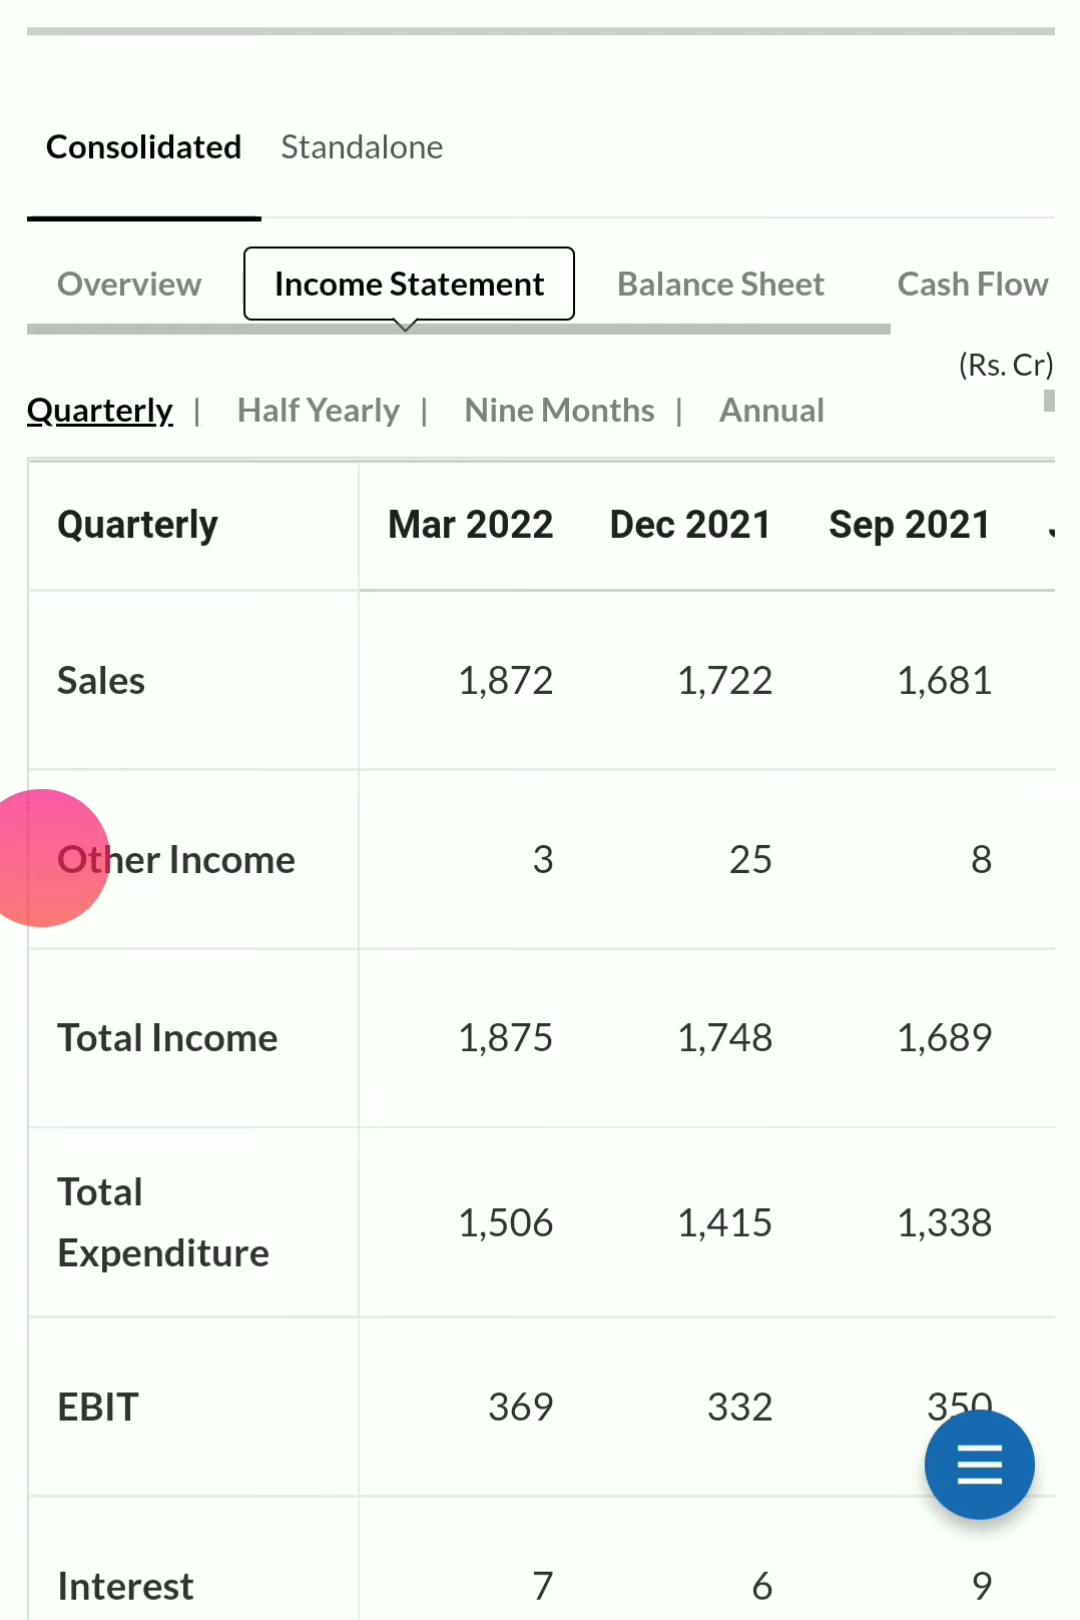 Consolidated Standalone
Overview Income Statement Balance Sheet Cash Flow
(Rs. Cr)
Quarterly | Half Yearly | Nine Months | Annual
Quarterly Mar 2022 Dec 2021 Sep 2021
Sales 1,872 1,722 1,681
Other Income 3 25 8
Total Income 1,875 1,748 1,689
Total
Expenditure 1,506 1,415 1,338
EBIT 369 332 350
Interest 7 6 9